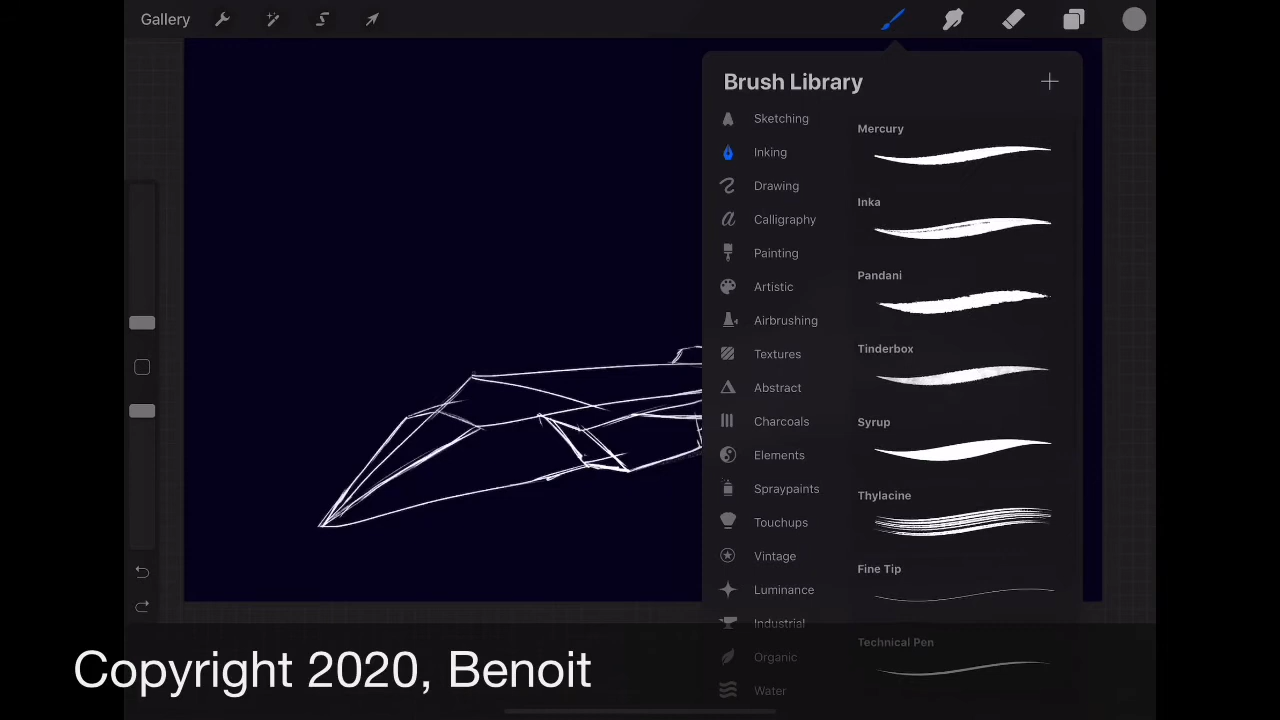 Gallery
Brush Library
Sketching
Inking
Drawing
Calligraphy
Painting
Artistic
Airbrushing
Textures
Abstract
Charcoals
Elements
Spraypaints
Touchups
Vintage
Luminance
Industrial
Organic
Water
Mercury
Inka
Pandani
Tinderbox
Syrup
Thylacine
Fine Tip
Technical Pen
Copyright 2020, Benoit